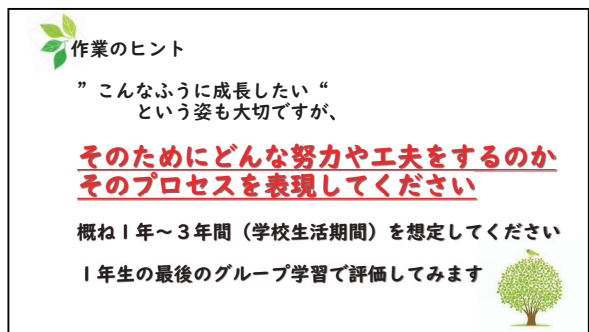 作業のヒント
”こんなふうに成長したい“
という姿も大切ですが、
そのためにどんな努力や工夫をするのか
そのプロセスを表現してください
概ね1年～3年間（学校生活期間）を想定してください
1年生の最後のグループ学習で評価してみます